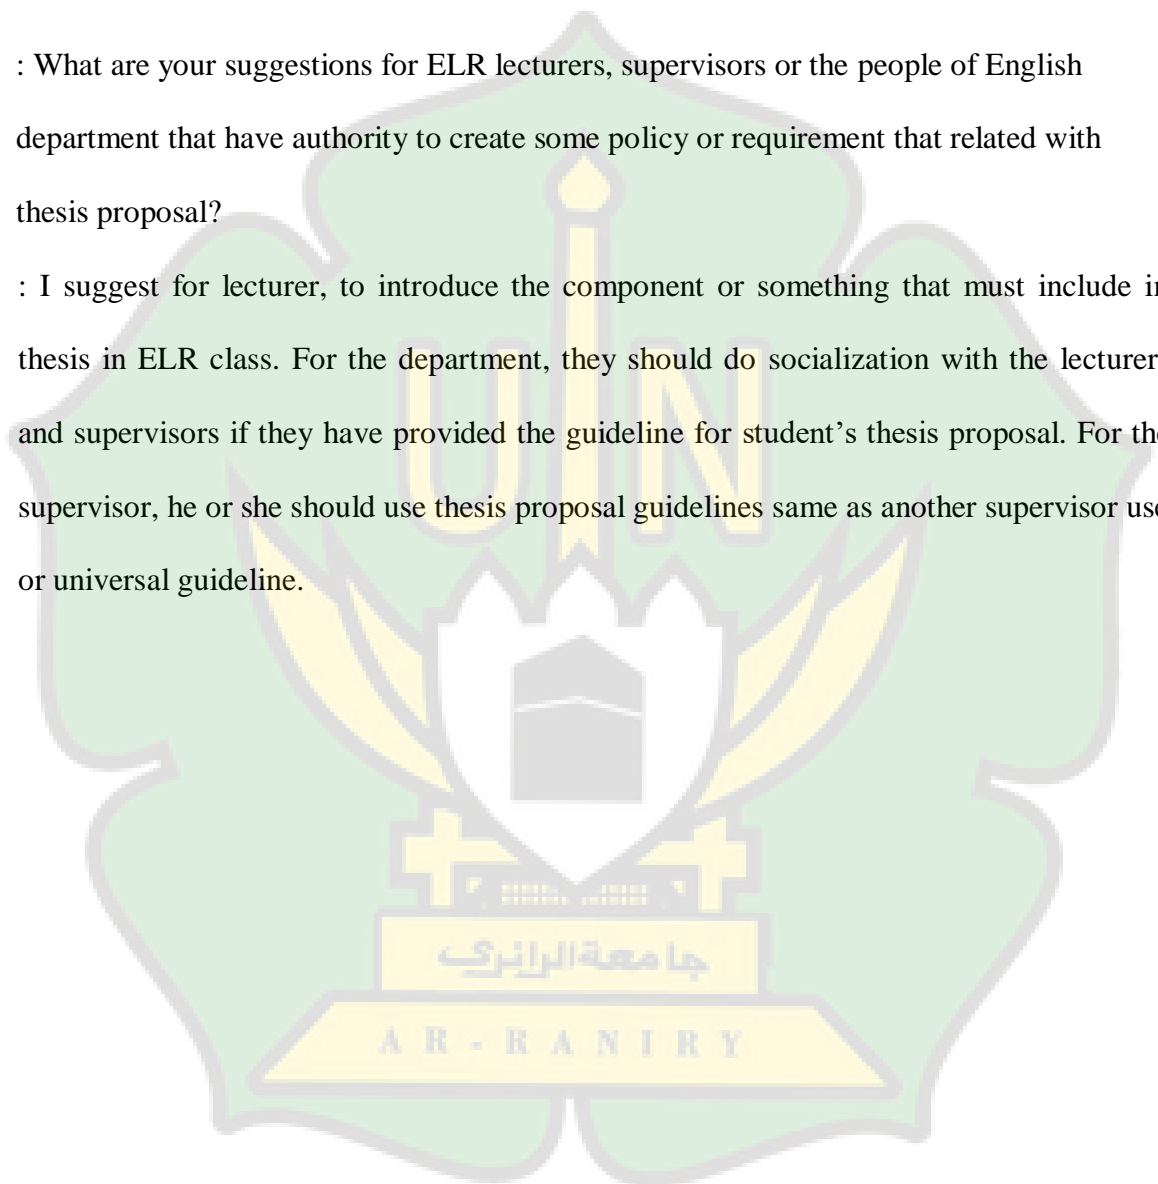 : What are your suggestions for ELR lecturers, supervisors or the people of English
department that have authority to create some policy or requirement that related with
thesis proposal?
: I suggest for lecturer, to introduce the component or something that must include in
thesis in ELR class. For the department, they should do socialization with the lecturer
and supervisors if they have provided the guideline for student’s thesis proposal. For the
supervisor, he or she should use thesis proposal guidelines same as another supervisor use
or universal guideline.
UIN
جامعة الرانري
AR-RANIRY